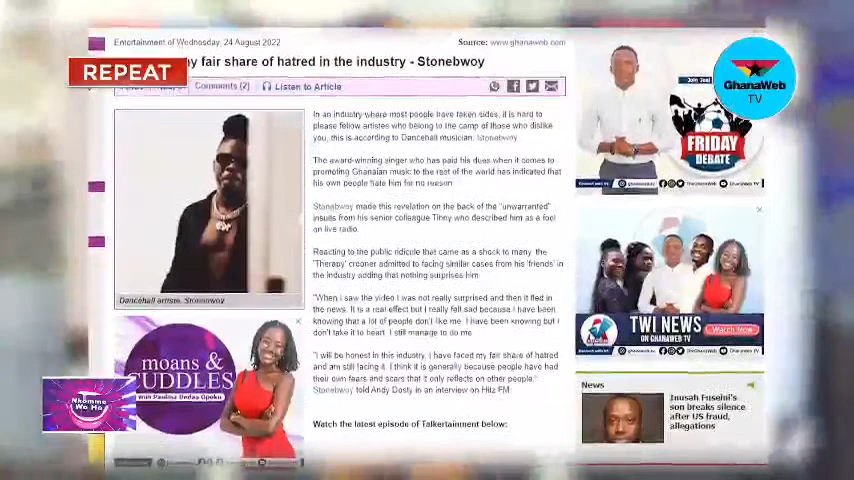 Entertainment of Wednesday, 24 August 2022
Source: www.ghanaweb.com
y fair share of hatred in the industry - Stonebwoy
REPEAT
Comments (2)
Listen to Article
GhanaWeb
TV
In an industry where most people have taken sides, it is hard to
please fellow artistes who belong to the camp of those who dislike
you, this is according to Dancehall musician, Stonebwoy
The award-winning singer who has paid his dues when it comes to
promoting Ghanaian music to the rest of the world has indicated that
his own people hate him for no reason
Stonebwoy made this revelation on the back of the "unwarranted"
insults from his senior colleague Tinny who described him as a fool
on live radio
Reacting to the public ridicule that came as a shock to many, the
'Therapy' crooner admitted to facing similar cases from his 'friends' in
the industry adding that nothing surprises him
"When I saw the video I was not really surprised and then it fled in
the news. It is a real effect but I really felt sad because I have been
knowing that a lot of people don't like me. I have been knowing but I
don't take it to heart. I still manage to do me
"I will be honest in this industry, I have faced my fair share of hatred
and am still facing it. I think it is generally because people have had
their own fears and scars that it only reflects on other people,"
Stonebwoy told Andy Dosty in an interview on Hitz FM
Watch the latest episode of Talkertainment below:
Dancehall artiste, Stonebwoy
moans &
CUDDLES
With Paulina Dedaa Opoku
Nkommo
Wo Ho
FRIDAY
DEBATE
TWI NEWS
ON GHANAWEB TV
Watch now
News
Inusah Fuseini's
son breaks silence
after US fraud,
allegations